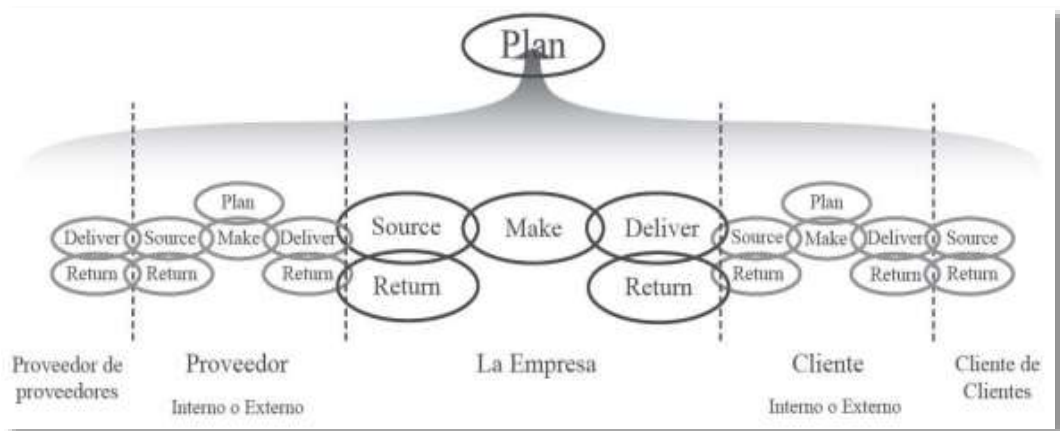 Plan
Plan
Plan
Deliver Source Make Deliver Source Make Deliver Source Make Deliver Source
Return Return Return Return Return Return Return Return
Proveedor de
proveedores
Proveedor
Interno o Externo
La Empresa
Cliente
Interno o Externo
Cliente de
Clientes